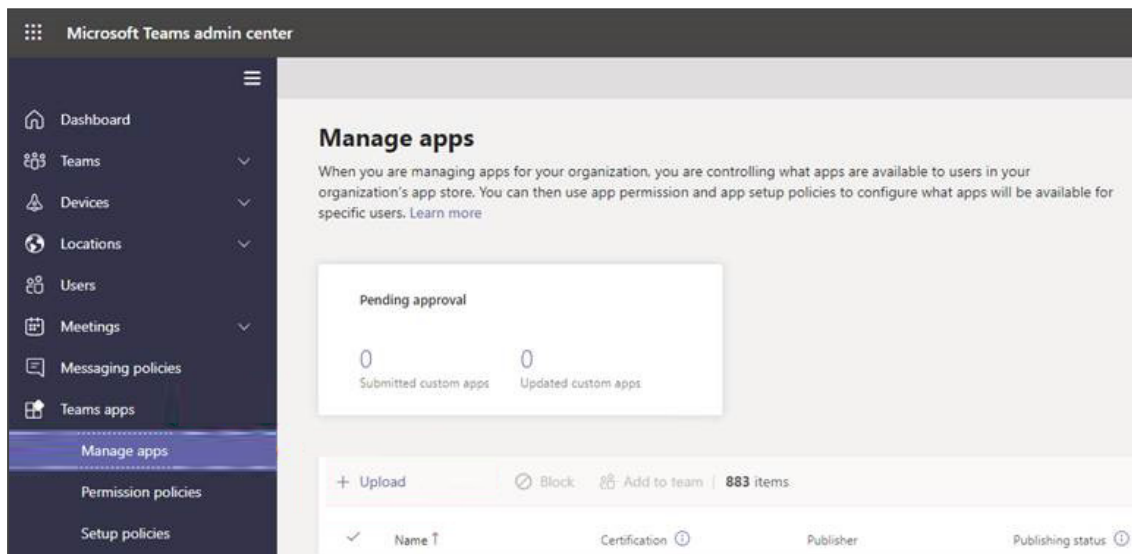 Microsoft Teams admin center
Dashboard
Teams
Devices
Locations
Users
Meetings
Messaging policies
Teams apps
Manage apps
Permission policies
Setup policies
Manage apps
When you are managing apps for your organization, you are controlling what apps are available to users in your
organization's app store. You can then use app permission and app setup policies to configure what apps will be available for
specific users. Learn more
Pending approval
0 0
Submitted custom apps Updated custom apps
+ Upload Block Add to team | 883 items
Name ↑ Certification Publisher Publishing status